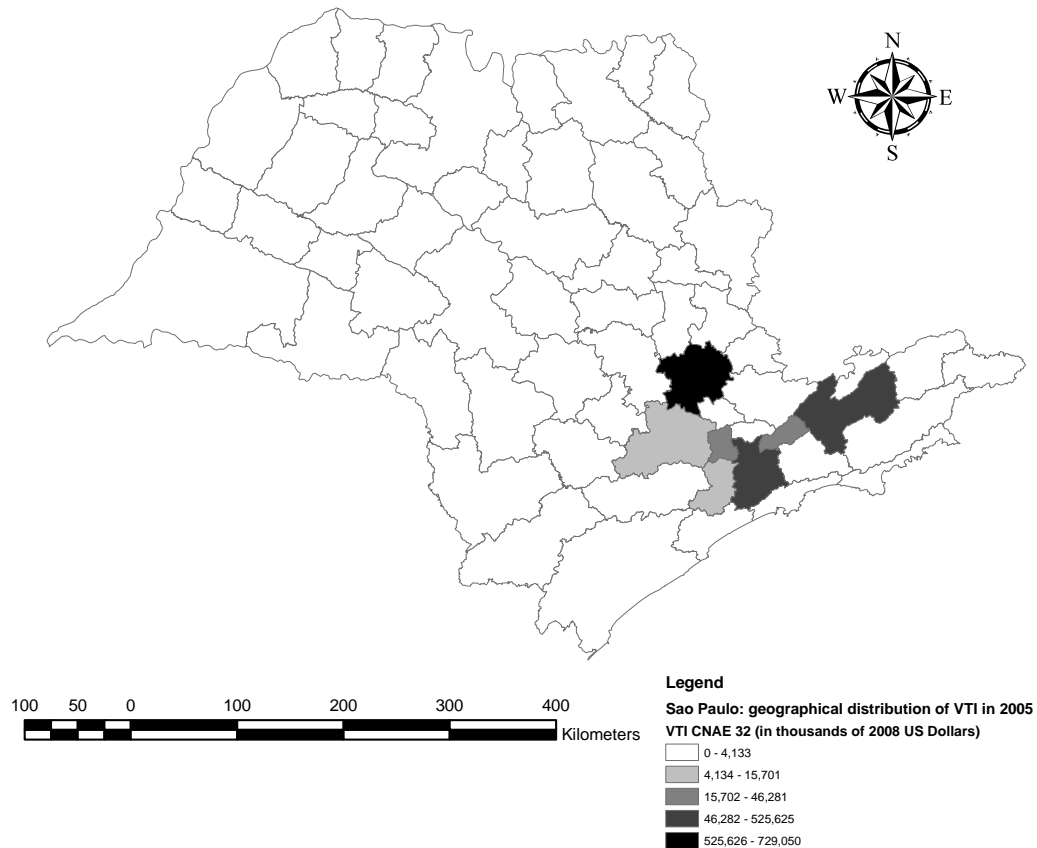 N
W E
S
100 50 0 100 200 300 400
Kilometers
Legend
Sao Paulo: geographical distribution of VTI in 2005
VTI CNAE 32 (in thousands of 2008 US Dollars)
0 - 4,133
4,134 - 15,701
15,702 - 46,281
46,282 - 525,625
525,626 - 729,050